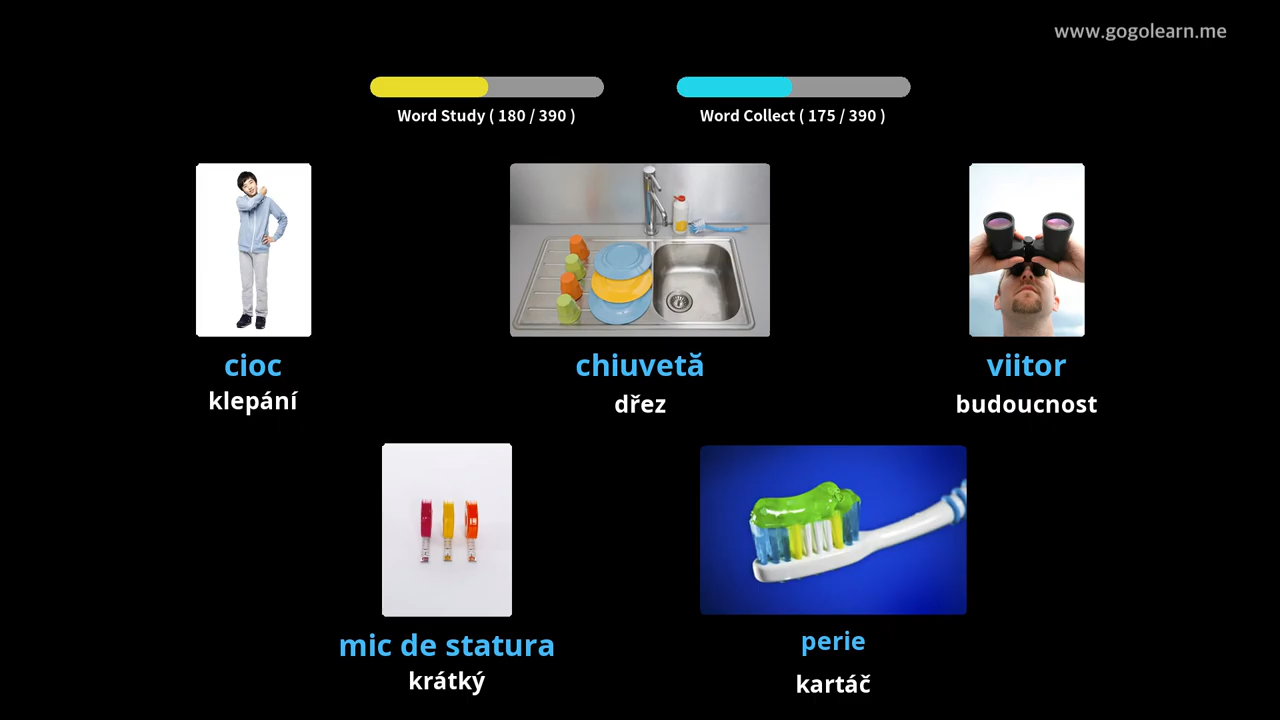 www.gogolearn.me
Word Study ( 180 / 390 )
Word Collect ( 175 / 390 )
cioc
klepání
chiuvetă
dřez
viitor
budoucnost
mic de statura
krátký
perie
kartáč